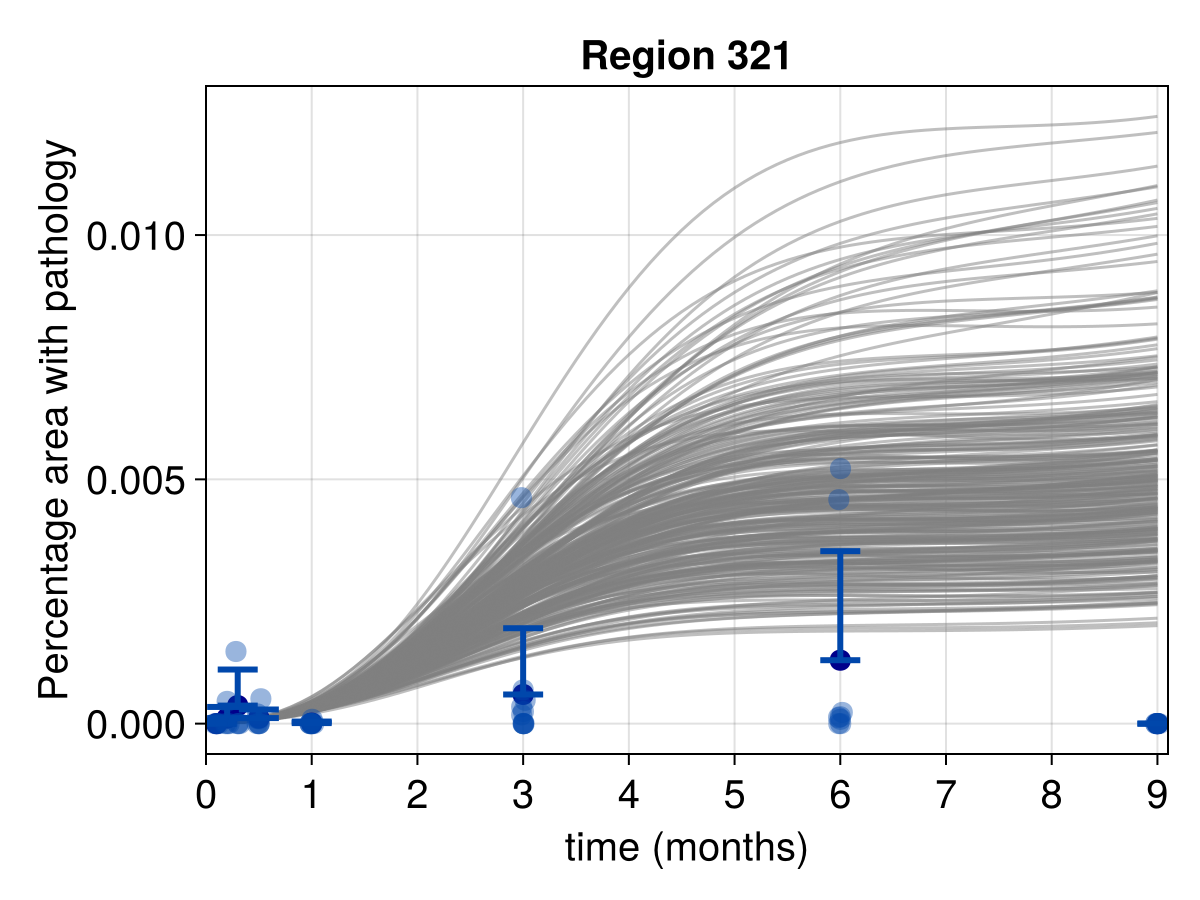 Region 321
Percentage area with pathology
0.010
0.005
0.000
0 1 2 3 4 5 6 7 8 9
time (months)